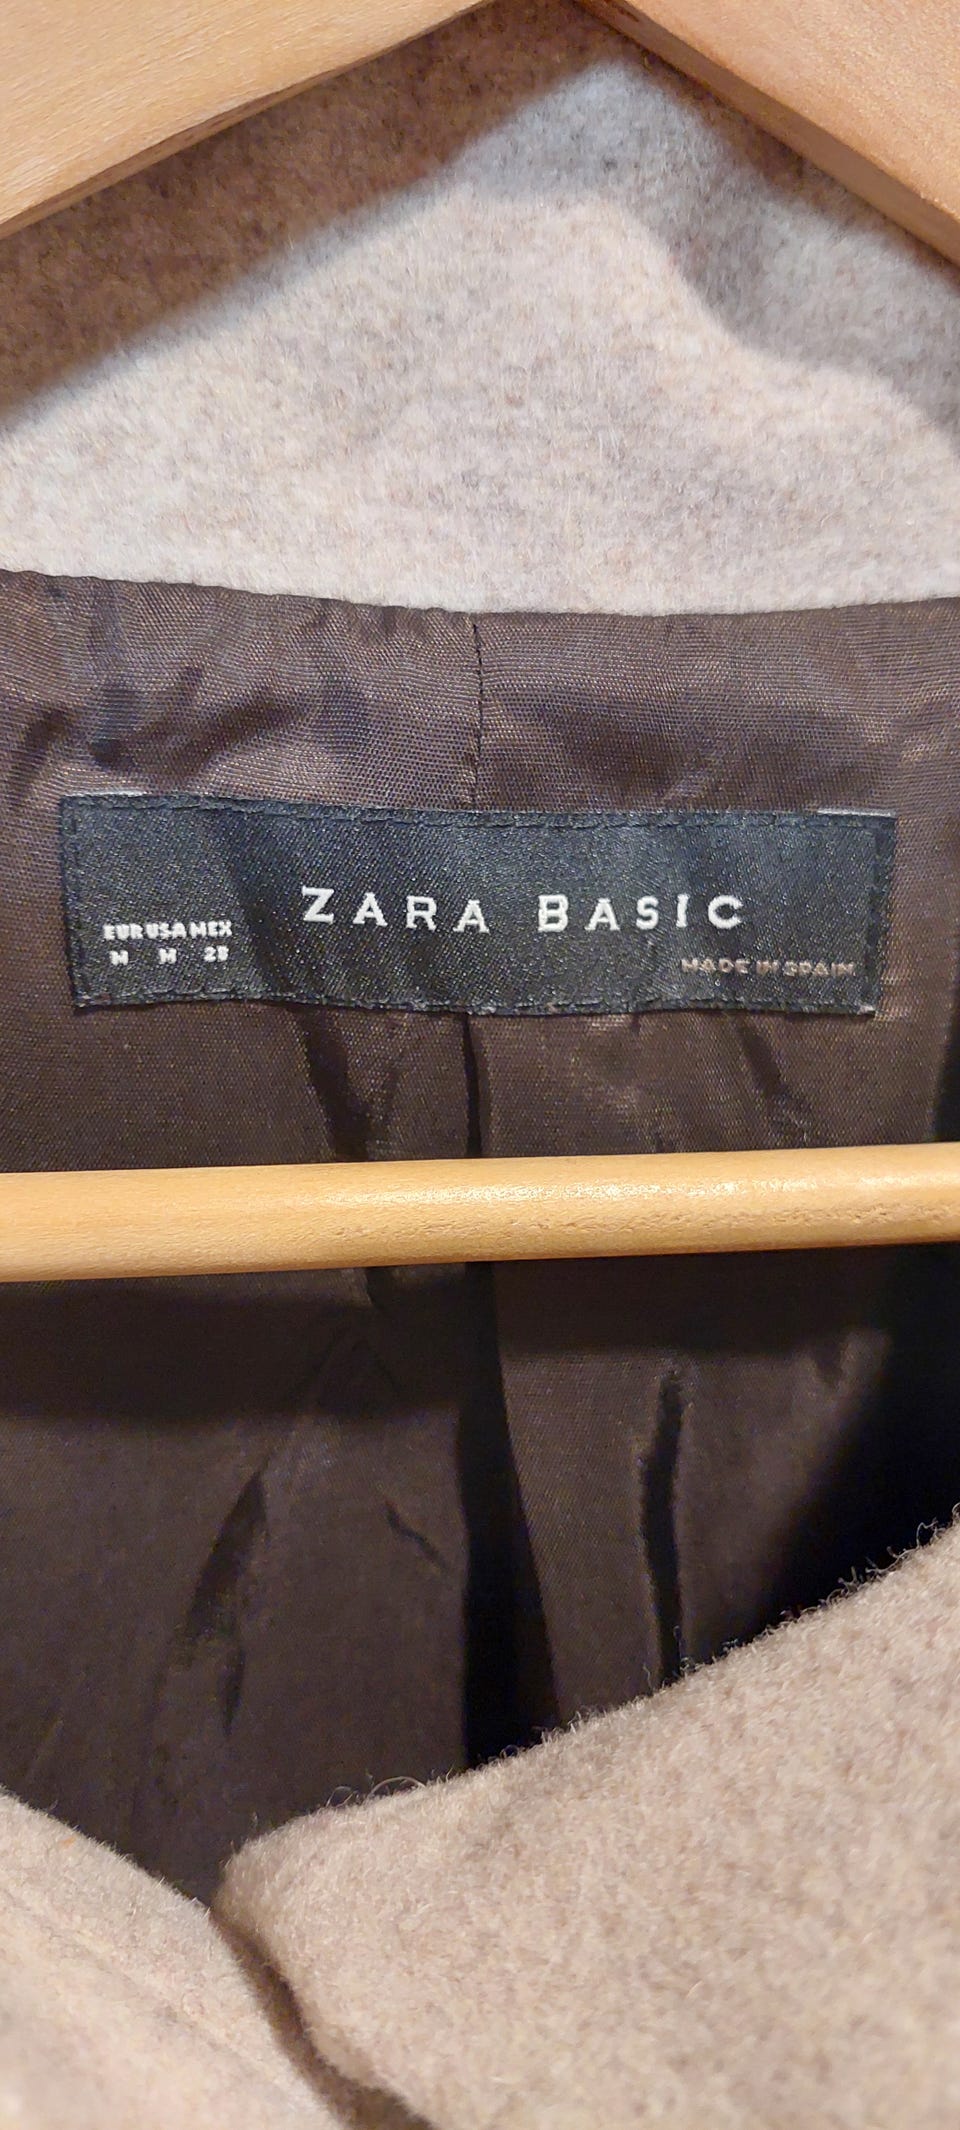 ZARA BASIC
EUR USA MEX
M M 28
MADE IN SPAIN